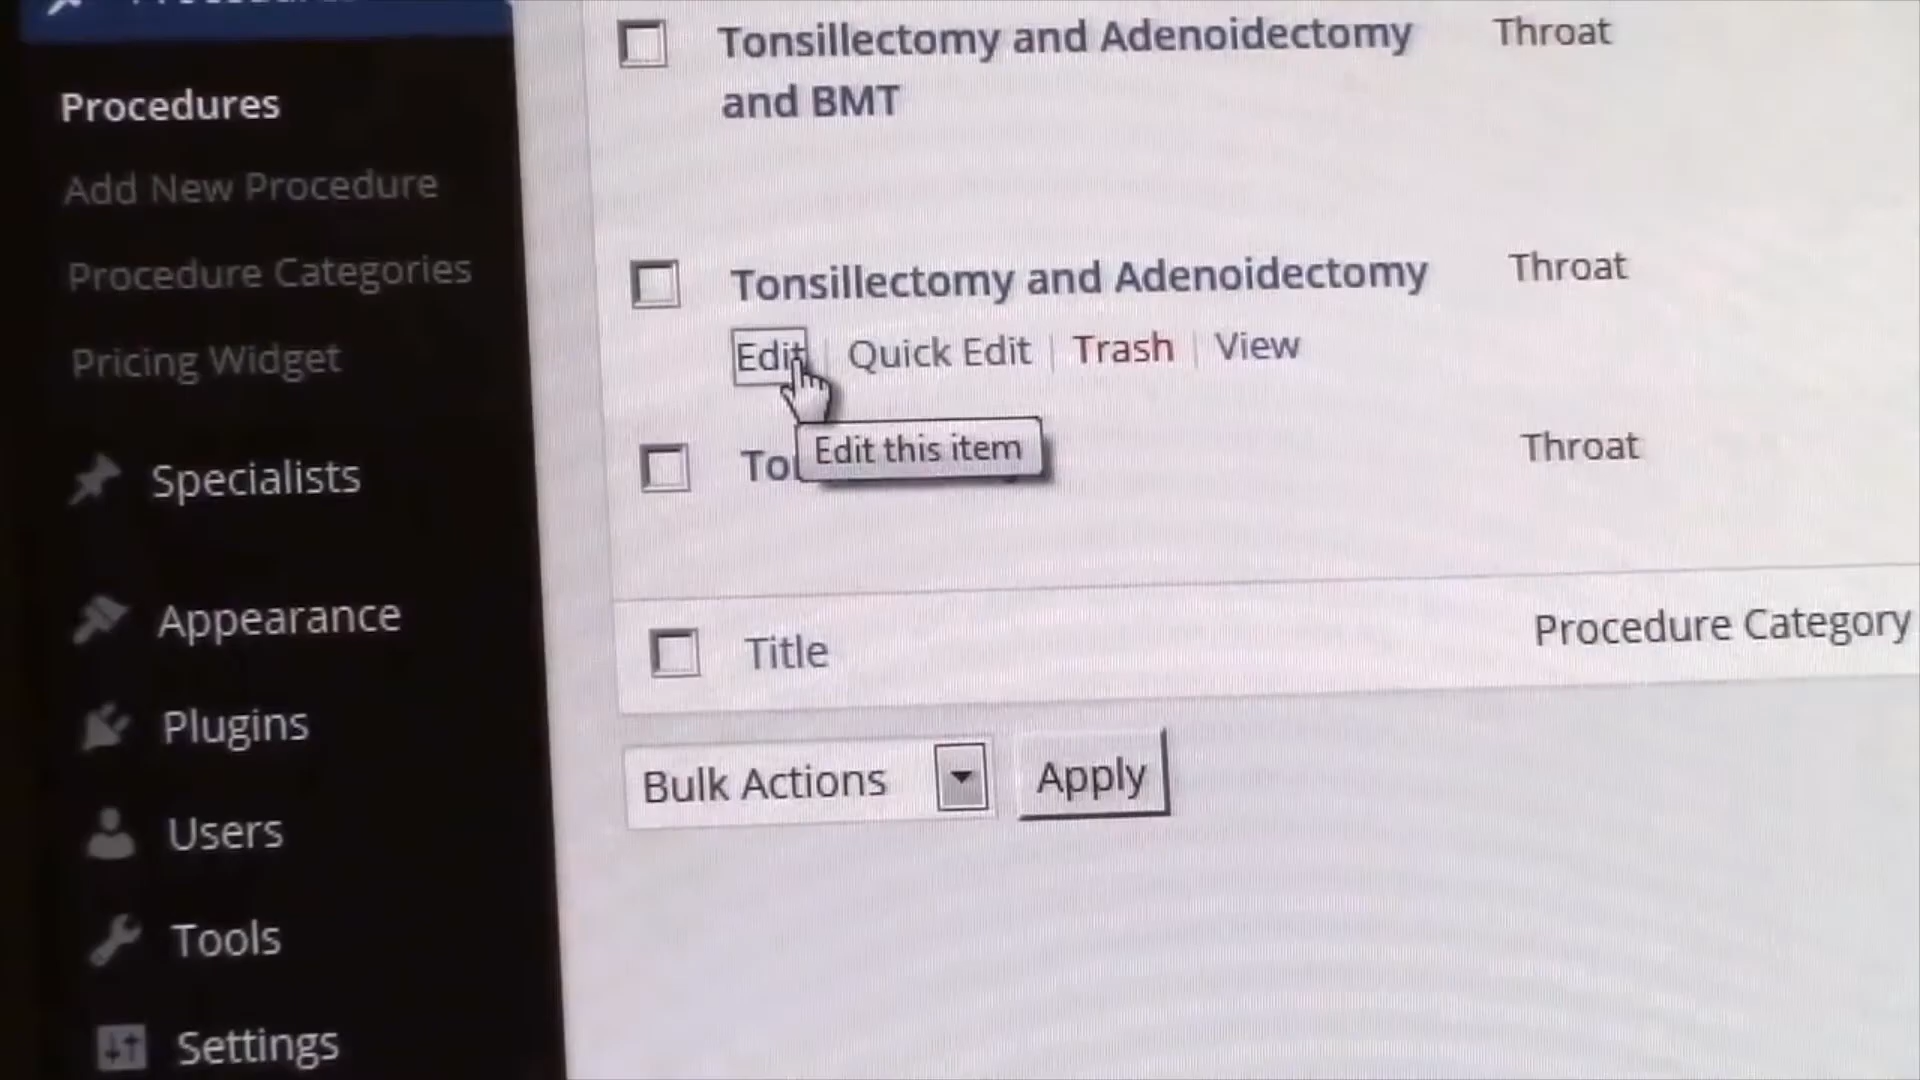 Procedures
Add New Procedure
Procedure Categories
Pricing Widget
Specialists
Appearance
Plugins
Users
Tools
Settings
Tonsillectomy and Adenoidectomy Throat
and BMT
Tonsillectomy and Adenoidectomy Throat
Edit | Quick Edit | Trash | View
Edit this item
Throat
Title Procedure Category
Bulk Actions Apply